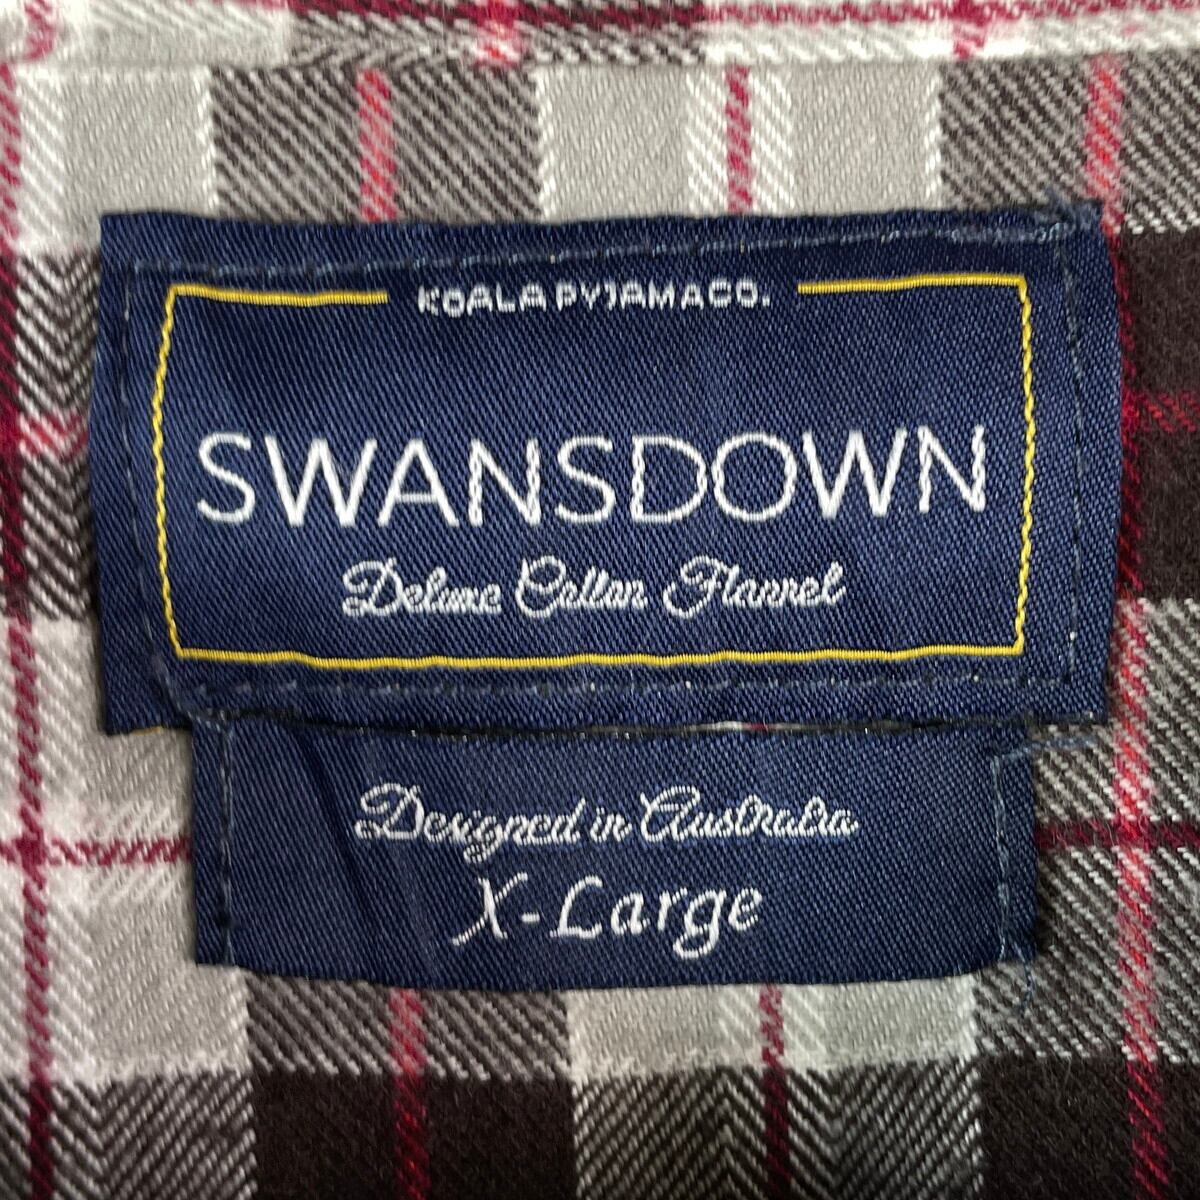 KOALA PYJAMA CO.
SWANSDOWN
Deluxe Cotton Flannel
Designed in Australia
X-Large